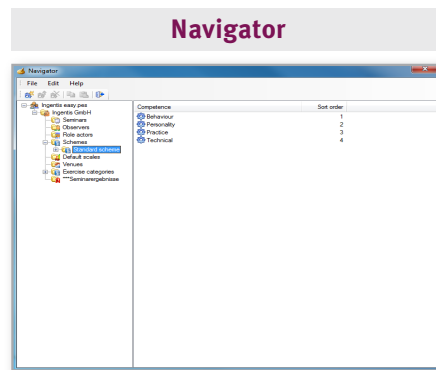 Navigator
Navigator
File Edit Help
Ingentis easy.pes
Ingentis GmbH
Seminars
Observers
Role actors
Schemes
Standard scheme
Default scales
Venues
Exercise categories
***Seminarergebnisse
Competence Sort order
Behaviour 1
Personality 2
Practice 3
Technical 4